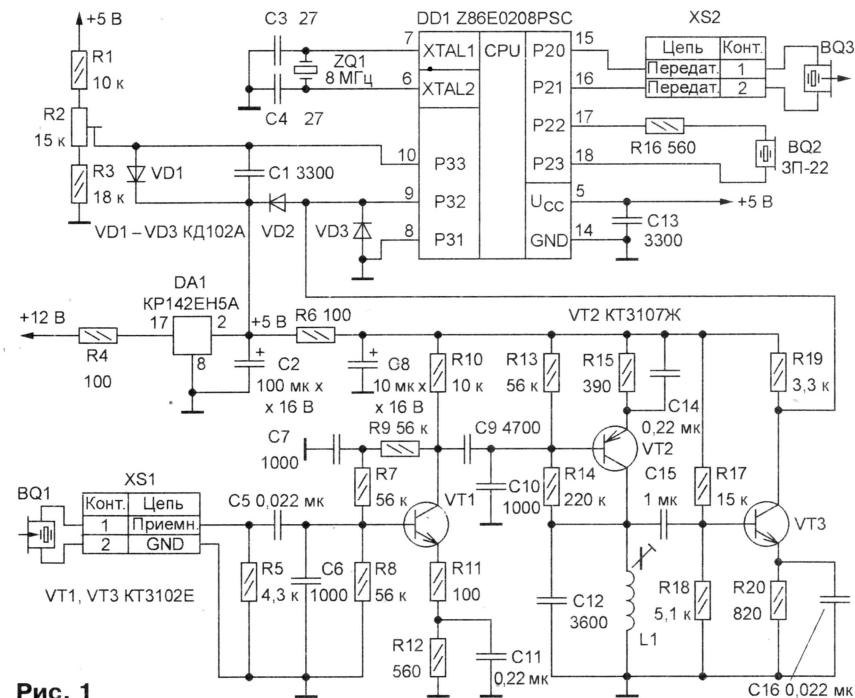 +5 В
C3 27
DD1 Z86E0208PSC
XS2
R1
10 к
ZQ1
8 МГц
7
XTAL1
CPU
P20
15
Цепь
Конт.
BQ3
Передат.
1
6
XTAL2
P21
16
Передат.
2
R2
15 к
C4 27
P22
17
R16 560
BQ2
ЗП-22
10
P33
P23
18
R3
18 к
VD1
C1 3300
9
P32
UCC
5
+5 В
VD1 – VD3 КД102А
VD2
VD3
8
P31
GND
14
C13
3300
DA1
КР142ЕН5А
+12 В
17
2
+5 В
R6 100
VT2 КТ3107Ж
R4
100
8
C2
100 мк х
х 16 В
C8
10 мк х
х 16 В
R10
10 к
R13
56 к
R15
390
R19
3,3 к
C14
0,22 мк
C7
1000
R9 56 к
C9 4700
VT2
R7
56 к
C10
1000
R14
220 к
C15
1 мк
R17
15 к
BQ1
XS1
Конт.
Цепь
1
Приемн.
2
GND
C5 0,022 мк
VT1
VT3
R5
4,3 к
C6
1000
R8
56 к
R11
100
C12
3600
L1
R18
5,1 к
R20
820
VT1, VT3 КТ3102Е
R12
560
C11
0,22 мк
C16 0,022 мк
Рис. 1